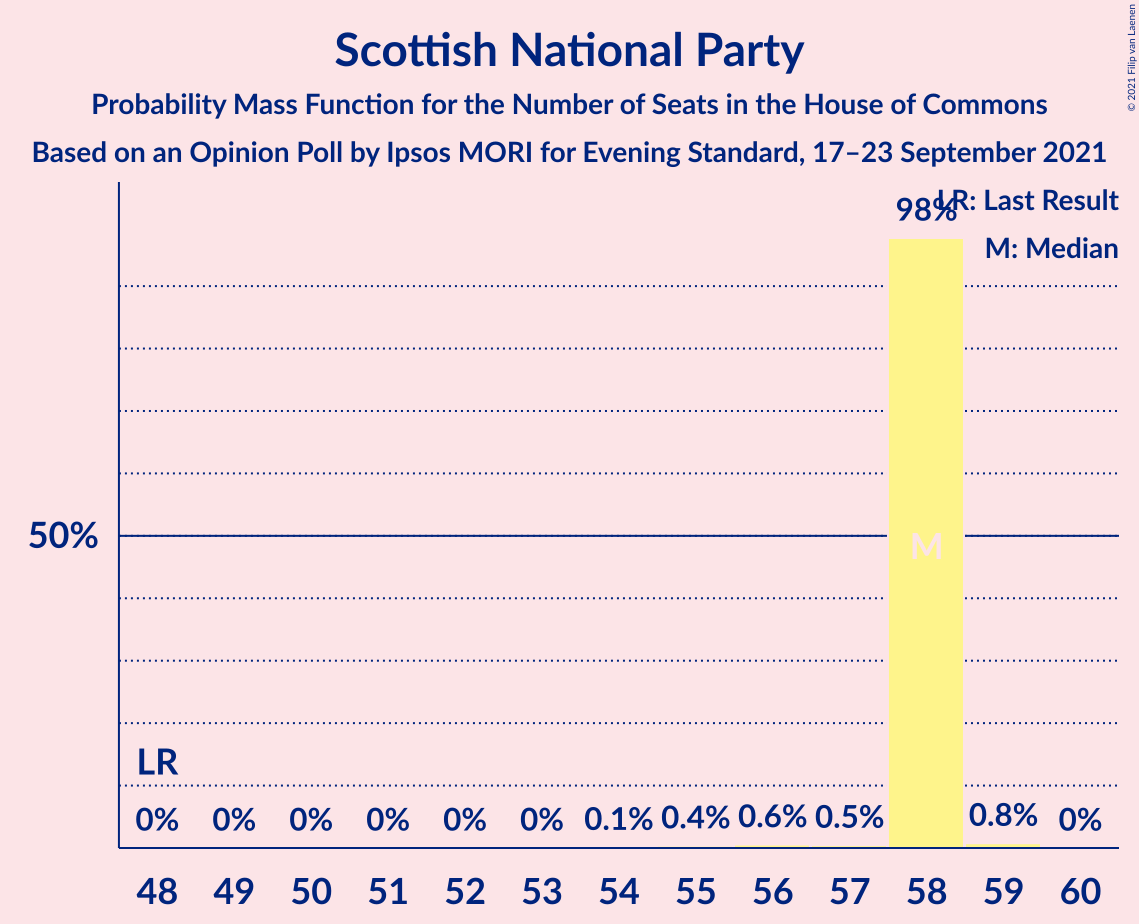 Scottish National Party
Probability Mass Function for the Number of Seats in the House of Commons
Based on an Opinion Poll by Ipsos MORI for Evening Standard, 17–23 September 2021
© 2021 Filip van Laenen
LR: Last Result
M: Median
98%
50%
M
LR
0% 0% 0% 0% 0% 0% 0.1% 0.4% 0.6% 0.5% 0.8% 0%
48 49 50 51 52 53 54 55 56 57 58 59 60